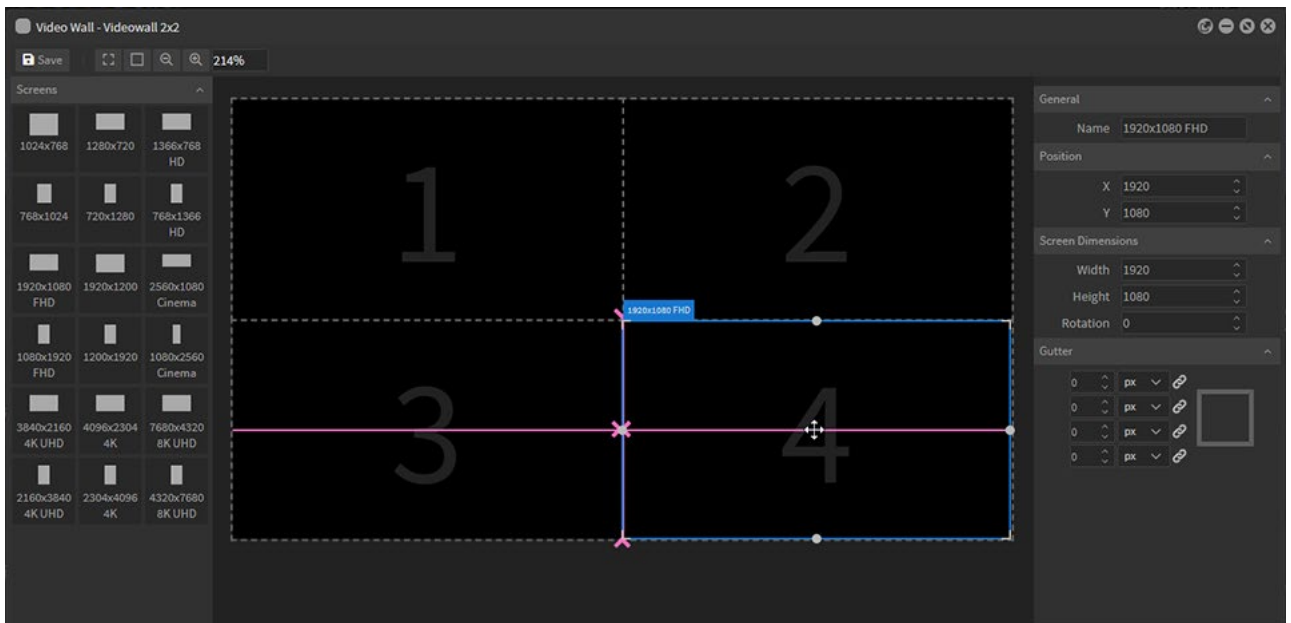 Video Wall - Videowall 2x2
Save
214%
Screens
1024x768 1280x720 1366x768
HD
768x1024 720x1280 768x1366
HD
1920x1080 1920x1200 2560x1080
FHD Cinema
1080x1920 1200x1920 1080x2560
FHD Cinema
3840x2160 4096x2304 7680x4320
4K UHD 4K 8K UHD
2160x3840 2304x4096 4320x7680
4K UHD 4K 8K UHD
1 2
1920x1080 FHD
3 4
General
Name 1920x1080 FHD
Position
X 1920
Y 1080
Screen Dimensions
Width 1920
Height 1080
Rotation 0
Gutter
0 px
0 px
0 px
0 px